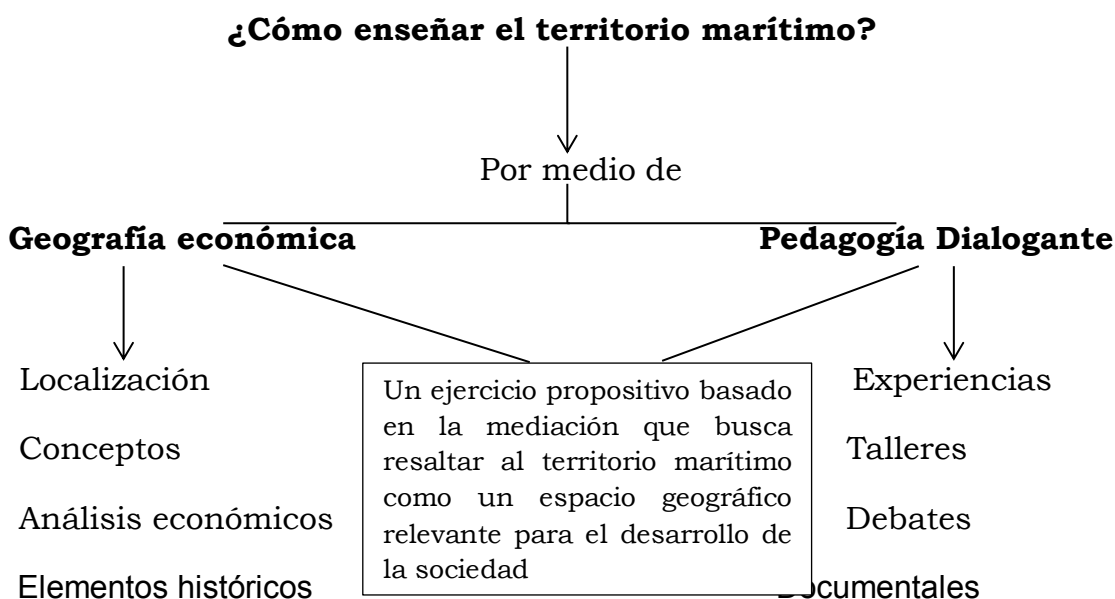 ¿Cómo enseñar el territorio marítimo?
Por medio de
Geografía económica
Pedagogía Dialogante
Localización
Conceptos
Análisis económicos
Elementos históricos
Un ejercicio propositivo basado
en la mediación que busca
resaltar al territorio marítimo
como un espacio geográfico
relevante para el desarrollo de
la sociedad
Experiencias
Talleres
Debates
Documentales